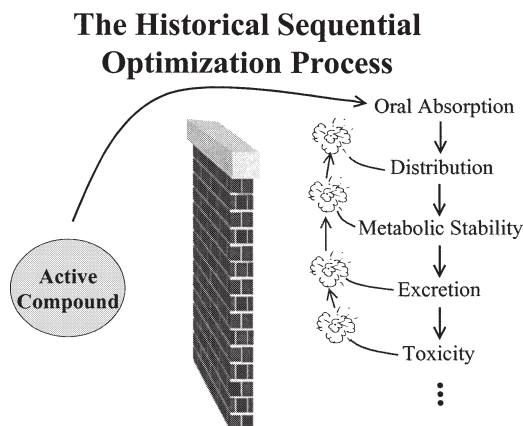 The Historical Sequential
Optimization Process
Oral Absorption
Distribution
Metabolic Stability
Active
Compound
Excretion
Toxicity